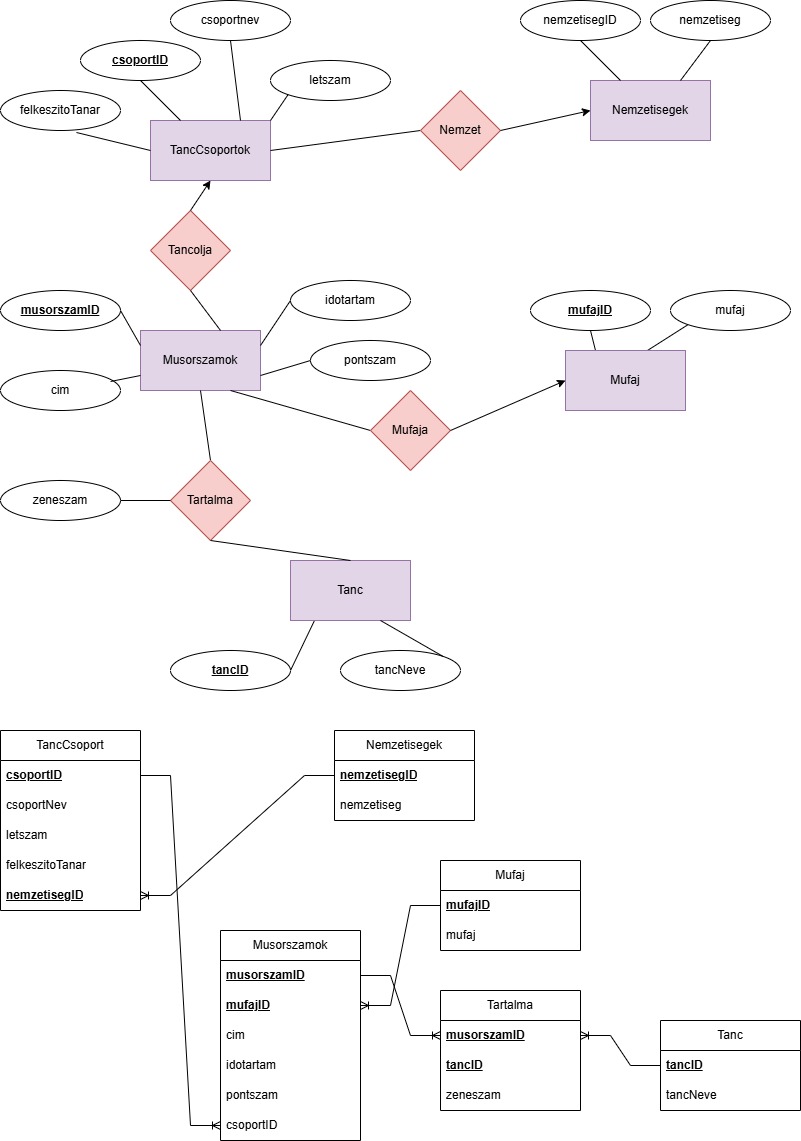 csoportnev
nemzetisegID
nemzetiseg
csoportID
letszam
felkeszitoTanar
Nemzetisegek
Nemzet
TancCsoportok
Tancolja
musorszamID
idotartam
mufajID
mufaj
Musorszamok
pontszam
cim
Mufaj
Mufaja
zeneszam
Tartalma
Tanc
tancID
tancNeve
TancCsoport
csoportID
csoportNev
letszam
felkeszitoTanar
nemzetisegID
Nemzetisegek
nemzetisegID
nemzetiseg
Mufaj
mufajID
mufaj
Musorszamok
musorszamID
mufajID
cim
idotartam
pontszam
csoportID
Tartalma
musorszamID
tancID
zeneszam
Tanc
tancID
tancNeve